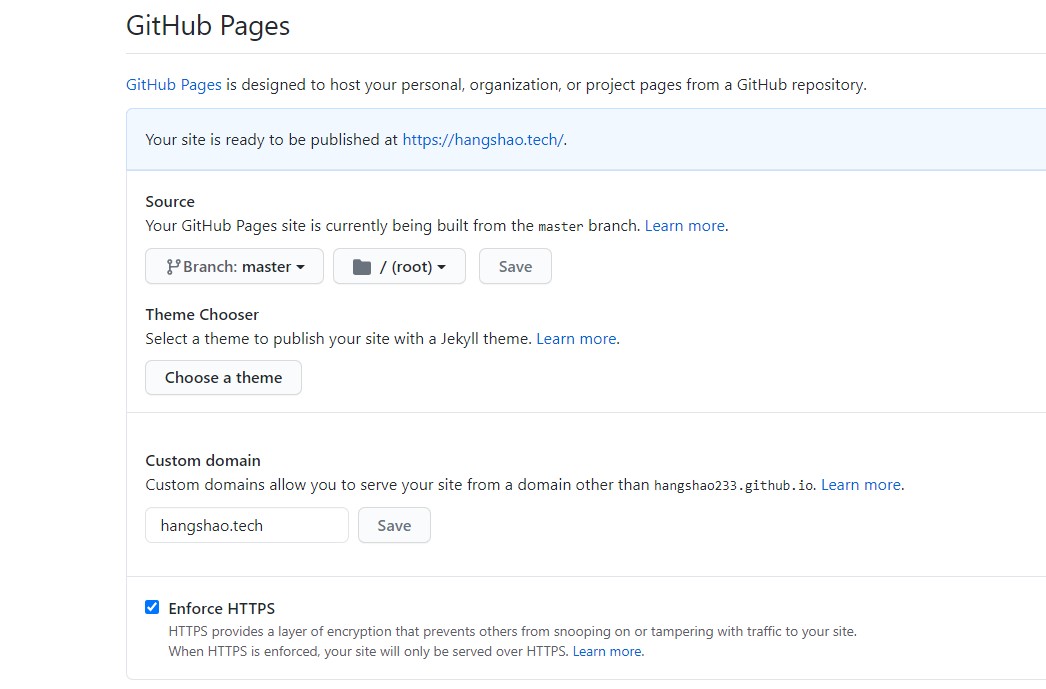 GitHub Pages
GitHub Pages is designed to host your personal, organization, or project pages from a GitHub repository.
Your site is ready to be published at https://hangshao.tech/.
Source
Your GitHub Pages site is currently being built from the master branch. Learn more.
Branch: master / (root) Save
Theme Chooser
Select a theme to publish your site with a Jekyll theme. Learn more.
Choose a theme
Custom domain
Custom domains allow you to serve your site from a domain other than hangshao233.github.io. Learn more.
hangshao.tech Save
Enforce HTTPS
HTTPS provides a layer of encryption that prevents others from snooping on or tampering with traffic to your site.
When HTTPS is enforced, your site will only be served over HTTPS. Learn more.